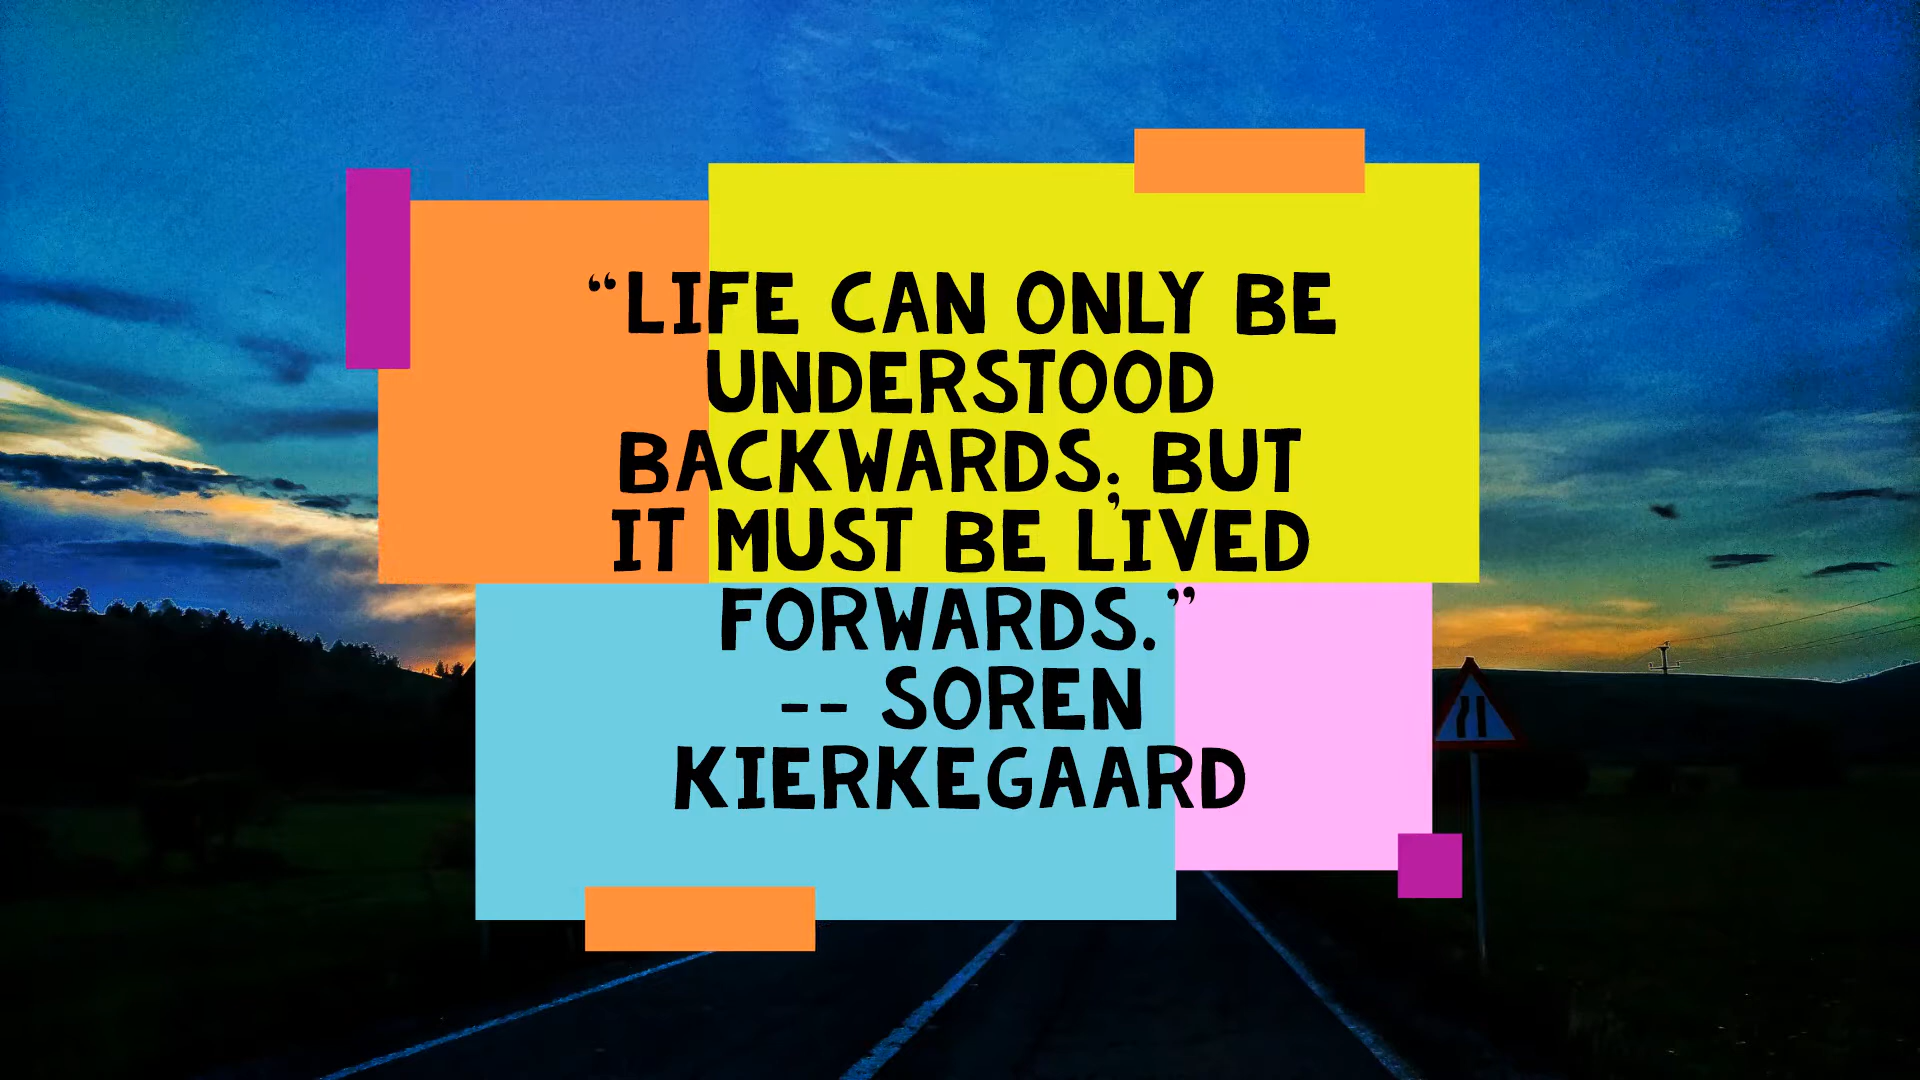 “LIFE CAN ONLY BE
UNDERSTOOD
BACKWARDS; BUT
IT MUST BE LIVED
FORWARDS.”
-- SOREN
KIERKEGAARD